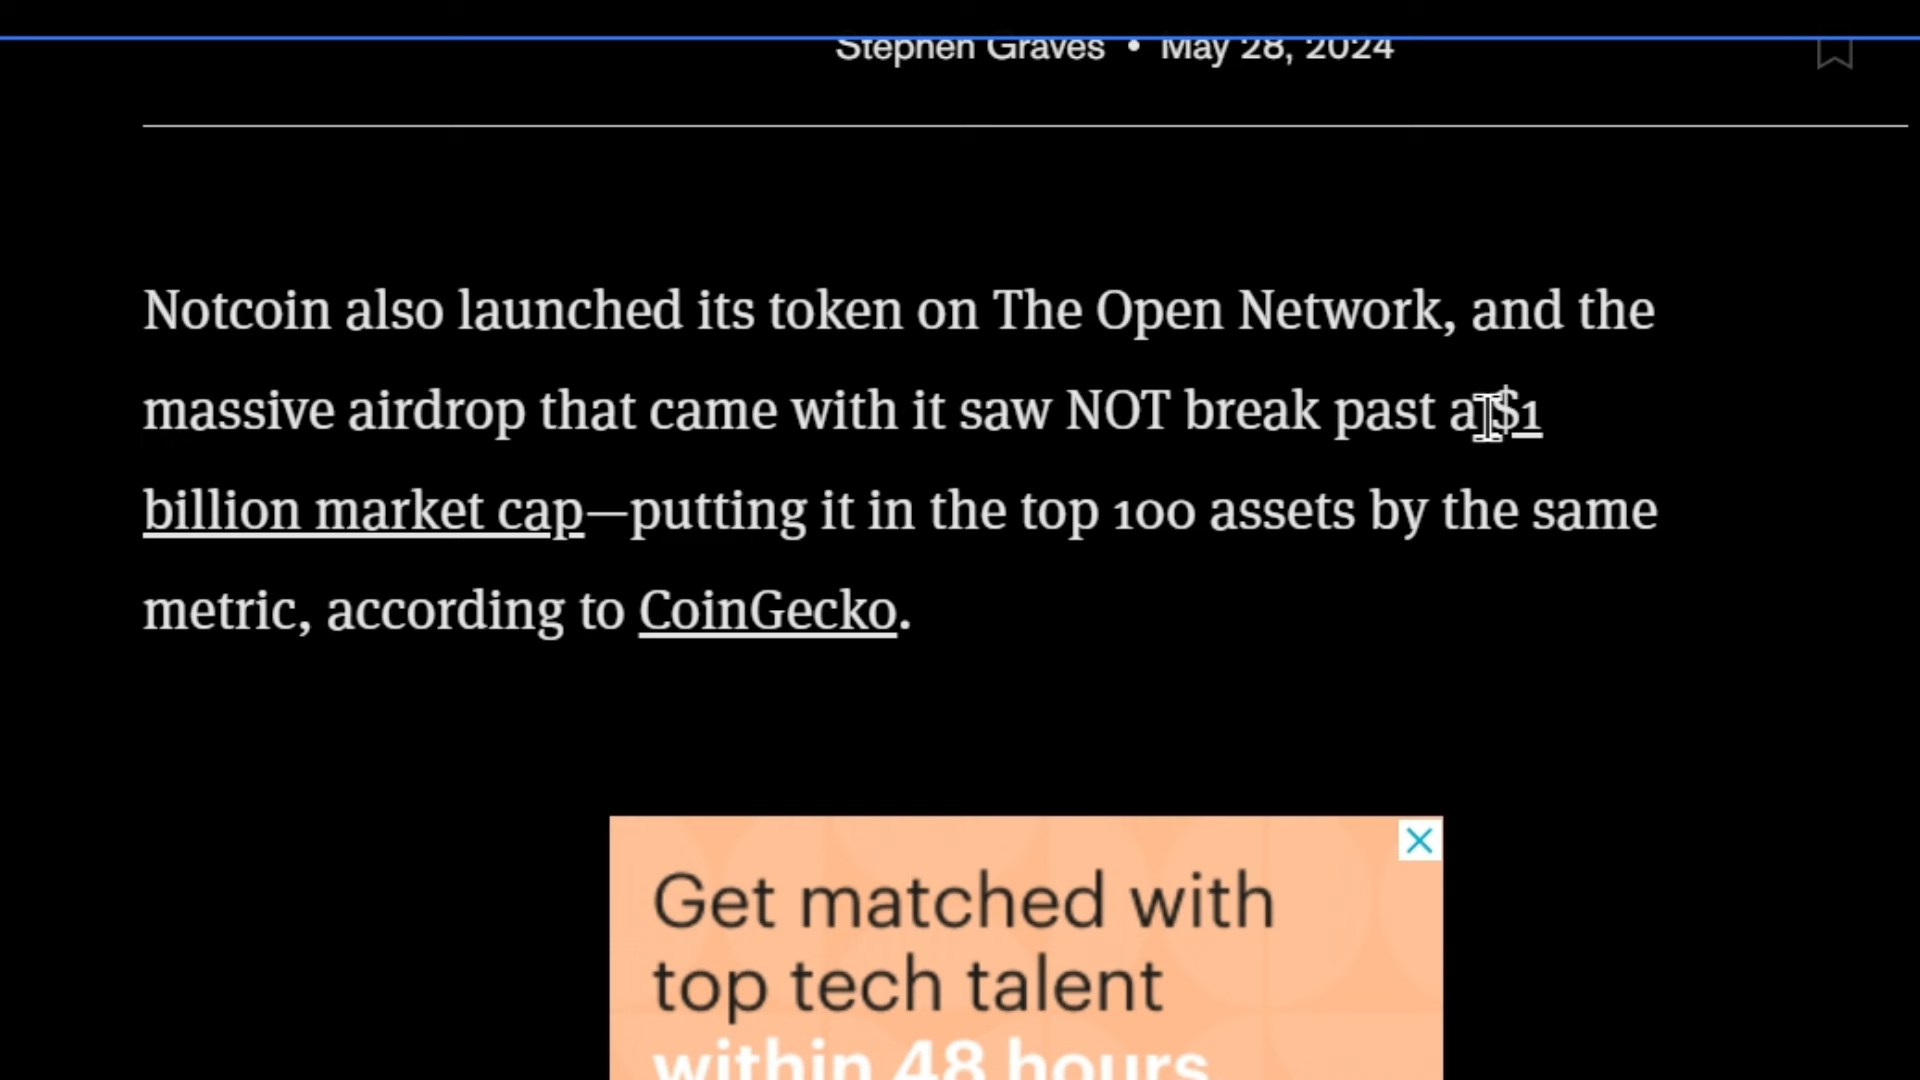 Stephen Graves • May 28, 2024
Notcoin also launched its token on The Open Network, and the
massive airdrop that came with it saw NOT break past a $1
billion market cap—putting it in the top 100 assets by the same
metric, according to CoinGecko.
Get matched with
top tech talent
within 48 hours